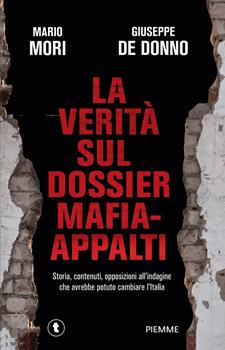 MARIO
MORI
GIUSEPPE
DE DONNO
LA
VERITÀ
SUL
DOSSIER
MAFIA-
APPALTI
Storia, contenuti, opposizioni all'indagine
che avrebbe potuto cambiare l'Italia
PIEMME